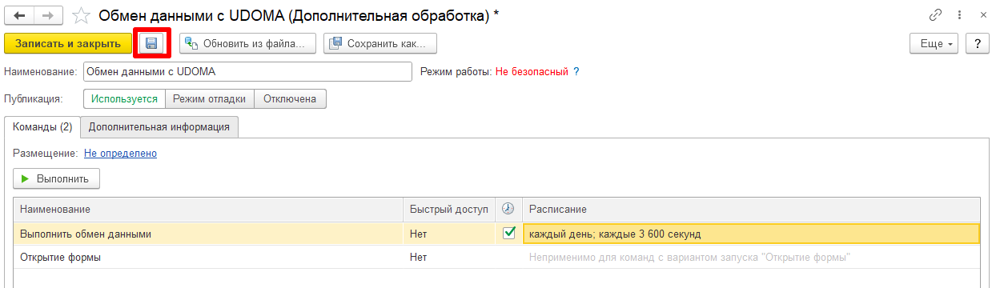 Обмен данными с UDOMA (Дополнительная обработка) *
Записать и закрыть Обновить из файла... Сохранить как... Еще ?
Наименование: Обмен данными с UDOMA Режим работы: Не безопасный ?
Публикация: Используется Режим отладки Отключена
Команды (2) Дополнительная информация
Размещение: Не определено
Выполнить
Наименование Быстрый доступ Расписание
Выполнить обмен данными Нет каждый день; каждые 3 600 секунд
Открытие формы Нет Неприменимо для команд с вариантом запуска "Открытие формы"